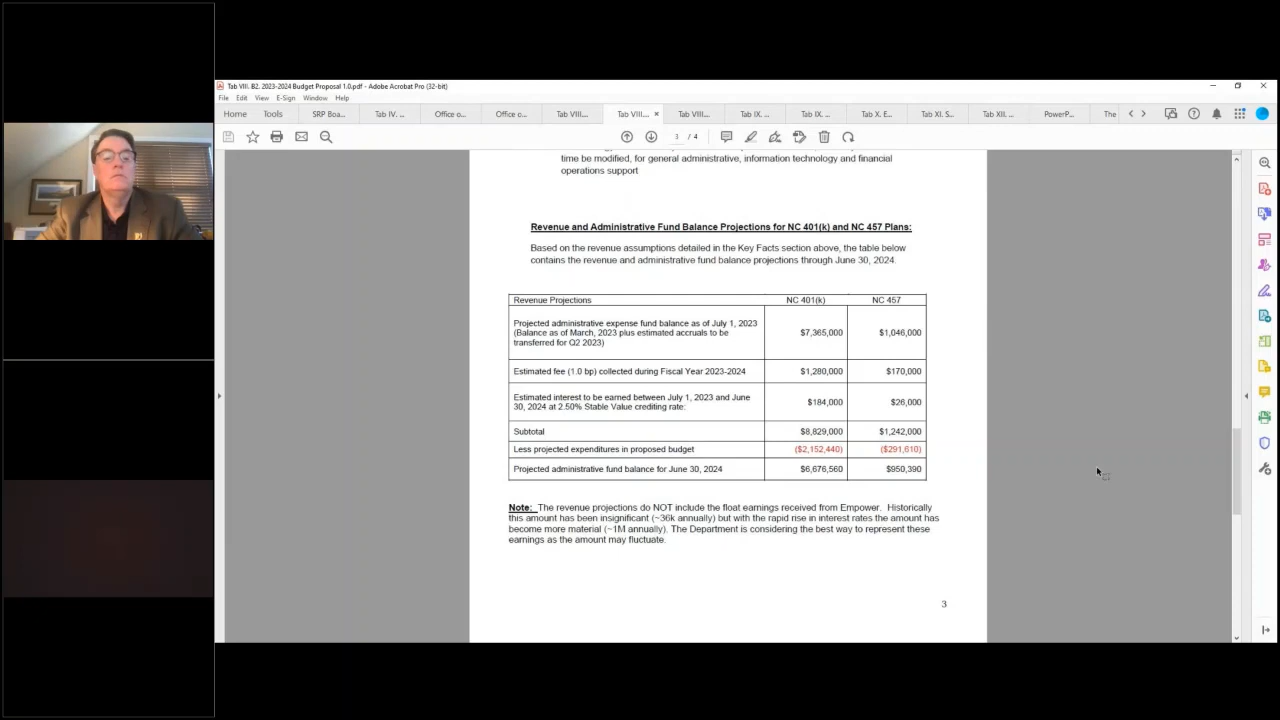 Tab VIII. B2. 2023-2024 Budget Proposal 1.0.pdf - Adobe Acrobat Pro (32-bit)
File Edit View E-Sign Window Help
Home Tools SRP Boa... Tab IV. ... Office o... Office o... Tab VIII.... Tab VIII.... × Tab VIII.... Tab IX. ... Tab IX. ... Tab X. E... Tab XI. S... Tab XII. ... PowerP... The
3 / 4
time be modified, for general administrative, information technology and financial
operations support
Revenue and Administrative Fund Balance Projections for NC 401(k) and NC 457 Plans:
Based on the revenue assumptions detailed in the Key Facts section above, the table below
contains the revenue and administrative fund balance projections through June 30, 2024.
Revenue Projections NC 401(k) NC 457
Projected administrative expense fund balance as of July 1, 2023
(Balance as of March, 2023 plus estimated accruals to be $7,365,000 $1,046,000
transferred for Q2 2023)
Estimated fee (1.0 bp) collected during Fiscal Year 2023-2024 $1,280,000 $170,000
Estimated interest to be earned between July 1, 2023 and June
30, 2024 at 2.50% Stable Value crediting rate: $184,000 $26,000
Subtotal $8,829,000 $1,242,000
Less projected expenditures in proposed budget ($2,152,440) ($291,610)
Projected administrative fund balance for June 30, 2024 $6,676,560 $950,390
Note: The revenue projections do NOT include the float earnings received from Empower. Historically
this amount has been insignificant (~36k annually) but with the rapid rise in interest rates the amount has
become more material (~1M annually). The Department is considering the best way to represent these
earnings as the amount may fluctuate.
3